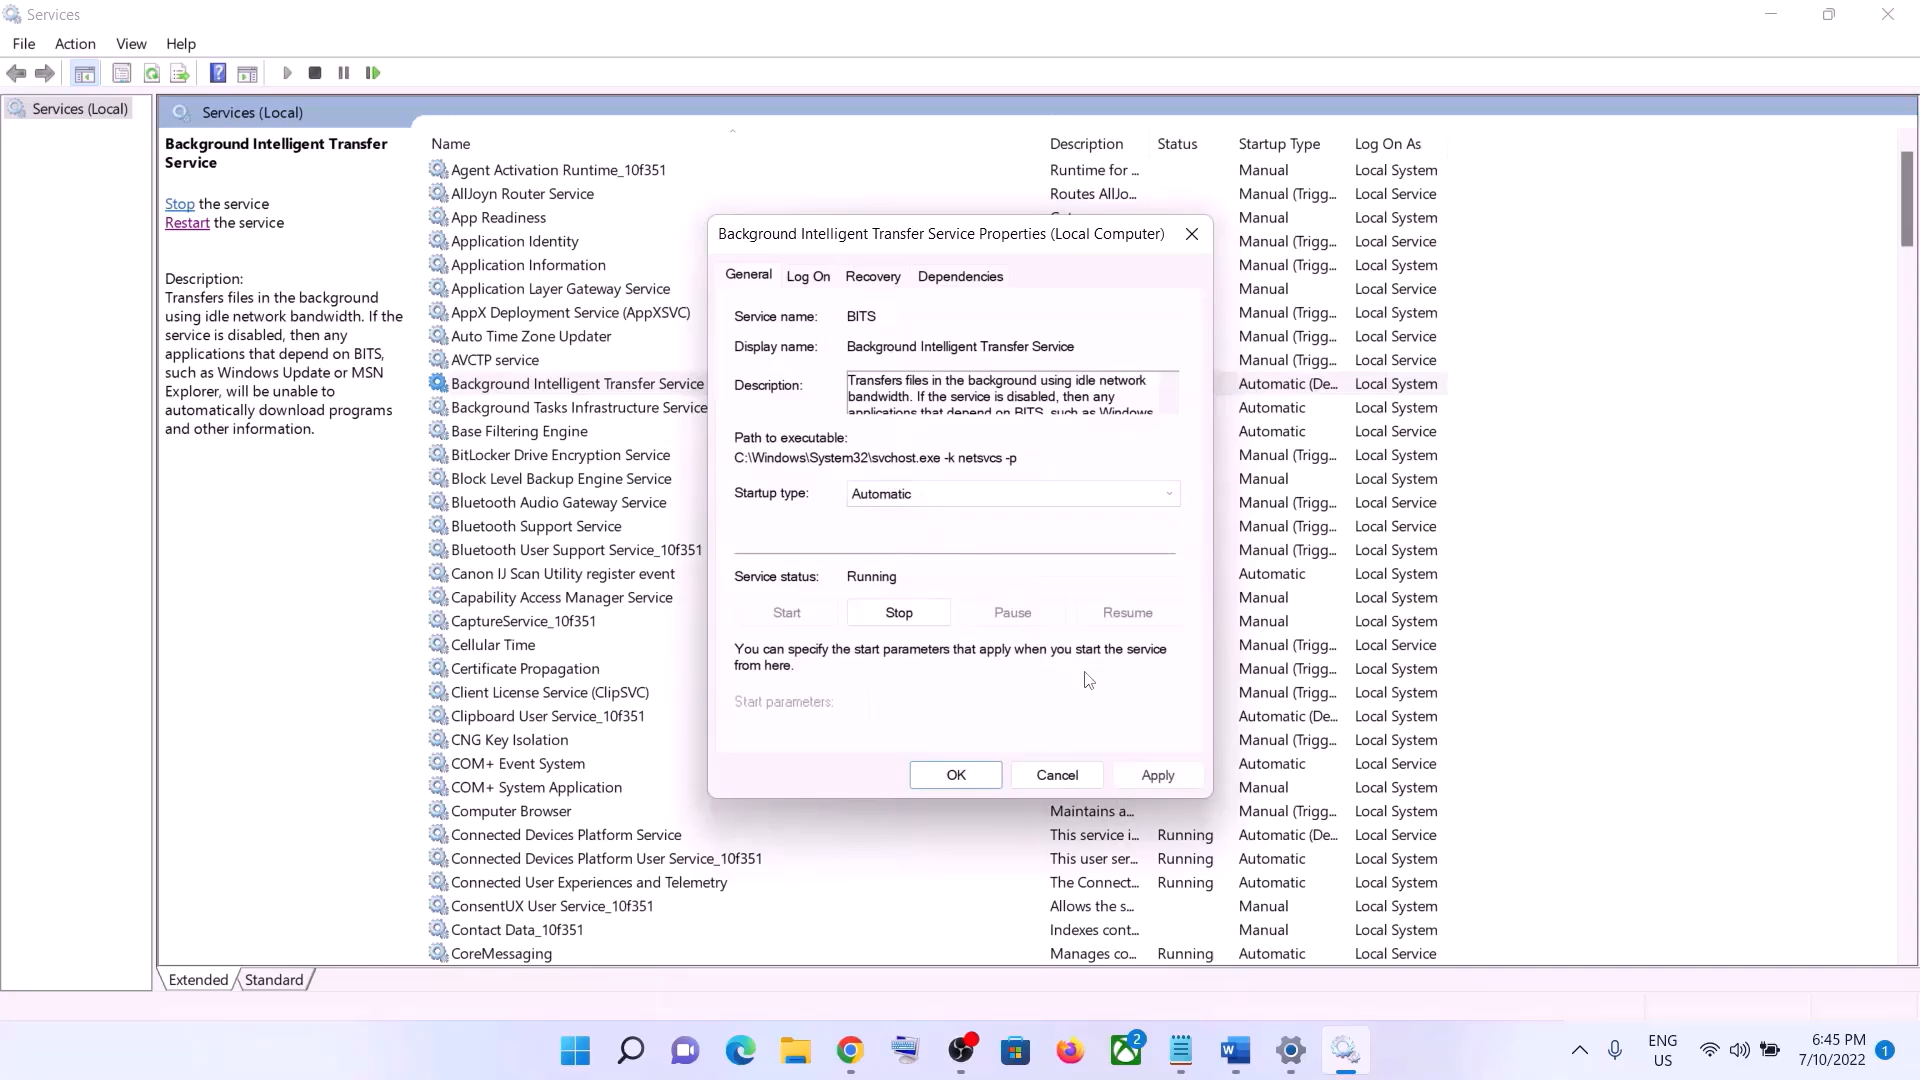 Services
File Action View Help
Services (Local)
Services (Local)
Background Intelligent Transfer
Service
Stop the service
Restart the service
Description:
Transfers files in the background
using idle network bandwidth. If the
service is disabled, then any
applications that depend on BITS,
such as Windows Update or MSN
Explorer, will be unable to
automatically download programs
and other information.
Name Description Status Startup Type Log On As
Agent Activation Runtime_10f351 Runtime for ... Manual Local System
AllJoyn Router Service Routes AllJo... Manual (Trigg... Local Service
App Readiness Manual Local System
Application Identity Manual (Trigg... Local Service
Application Information Manual (Trigg... Local System
Application Layer Gateway Service Manual Local Service
AppX Deployment Service (AppXSVC) Manual (Trigg... Local System
Auto Time Zone Updater Manual (Trigg... Local Service
AVCTP service Manual (Trigg... Local Service
Background Intelligent Transfer Service Automatic (De... Local System
Background Tasks Infrastructure Service Automatic Local System
Base Filtering Engine Automatic Local Service
BitLocker Drive Encryption Service Manual (Trigg... Local System
Block Level Backup Engine Service Manual Local System
Bluetooth Audio Gateway Service Manual (Trigg... Local Service
Bluetooth Support Service Manual (Trigg... Local Service
Bluetooth User Support Service_10f351 Manual (Trigg... Local System
Canon IJ Scan Utility register event Automatic Local System
Capability Access Manager Service Manual Local System
CaptureService_10f351 Manual Local System
Cellular Time Manual (Trigg... Local Service
Certificate Propagation Manual (Trigg... Local System
Client License Service (ClipSVC) Manual (Trigg... Local System
Clipboard User Service_10f351 Automatic (De... Local System
CNG Key Isolation Manual (Trigg... Local System
COM+ Event System Automatic Local Service
COM+ System Application Manual Local System
Computer Browser Maintains a... Manual (Trigg... Local System
Connected Devices Platform Service This service i... Running Automatic (De... Local Service
Connected Devices Platform User Service_10f351 This user ser... Running Automatic Local System
Connected User Experiences and Telemetry The Connect... Running Automatic Local System
ConsentUX User Service_10f351 Allows the s... Manual Local System
Contact Data_10f351 Indexes cont... Manual Local System
CoreMessaging Manages co... Running Automatic Local Service
Background Intelligent Transfer Service Properties (Local Computer)
General Log On Recovery Dependencies
Service name: BITS
Display name: Background Intelligent Transfer Service
Description: Transfers files in the background using idle network
bandwidth. If the service is disabled, then any
applications that depend on BITS, such as Windows
Path to executable:
C:\Windows\System32\svchost.exe -k netsvcs -p
Startup type: Automatic
Service status: Running
Start Stop Pause Resume
You can specify the start parameters that apply when you start the service
from here.
Start parameters:
OK Cancel Apply
Extended Standard
2
ENG
US
6:45 PM
7/10/2022
1